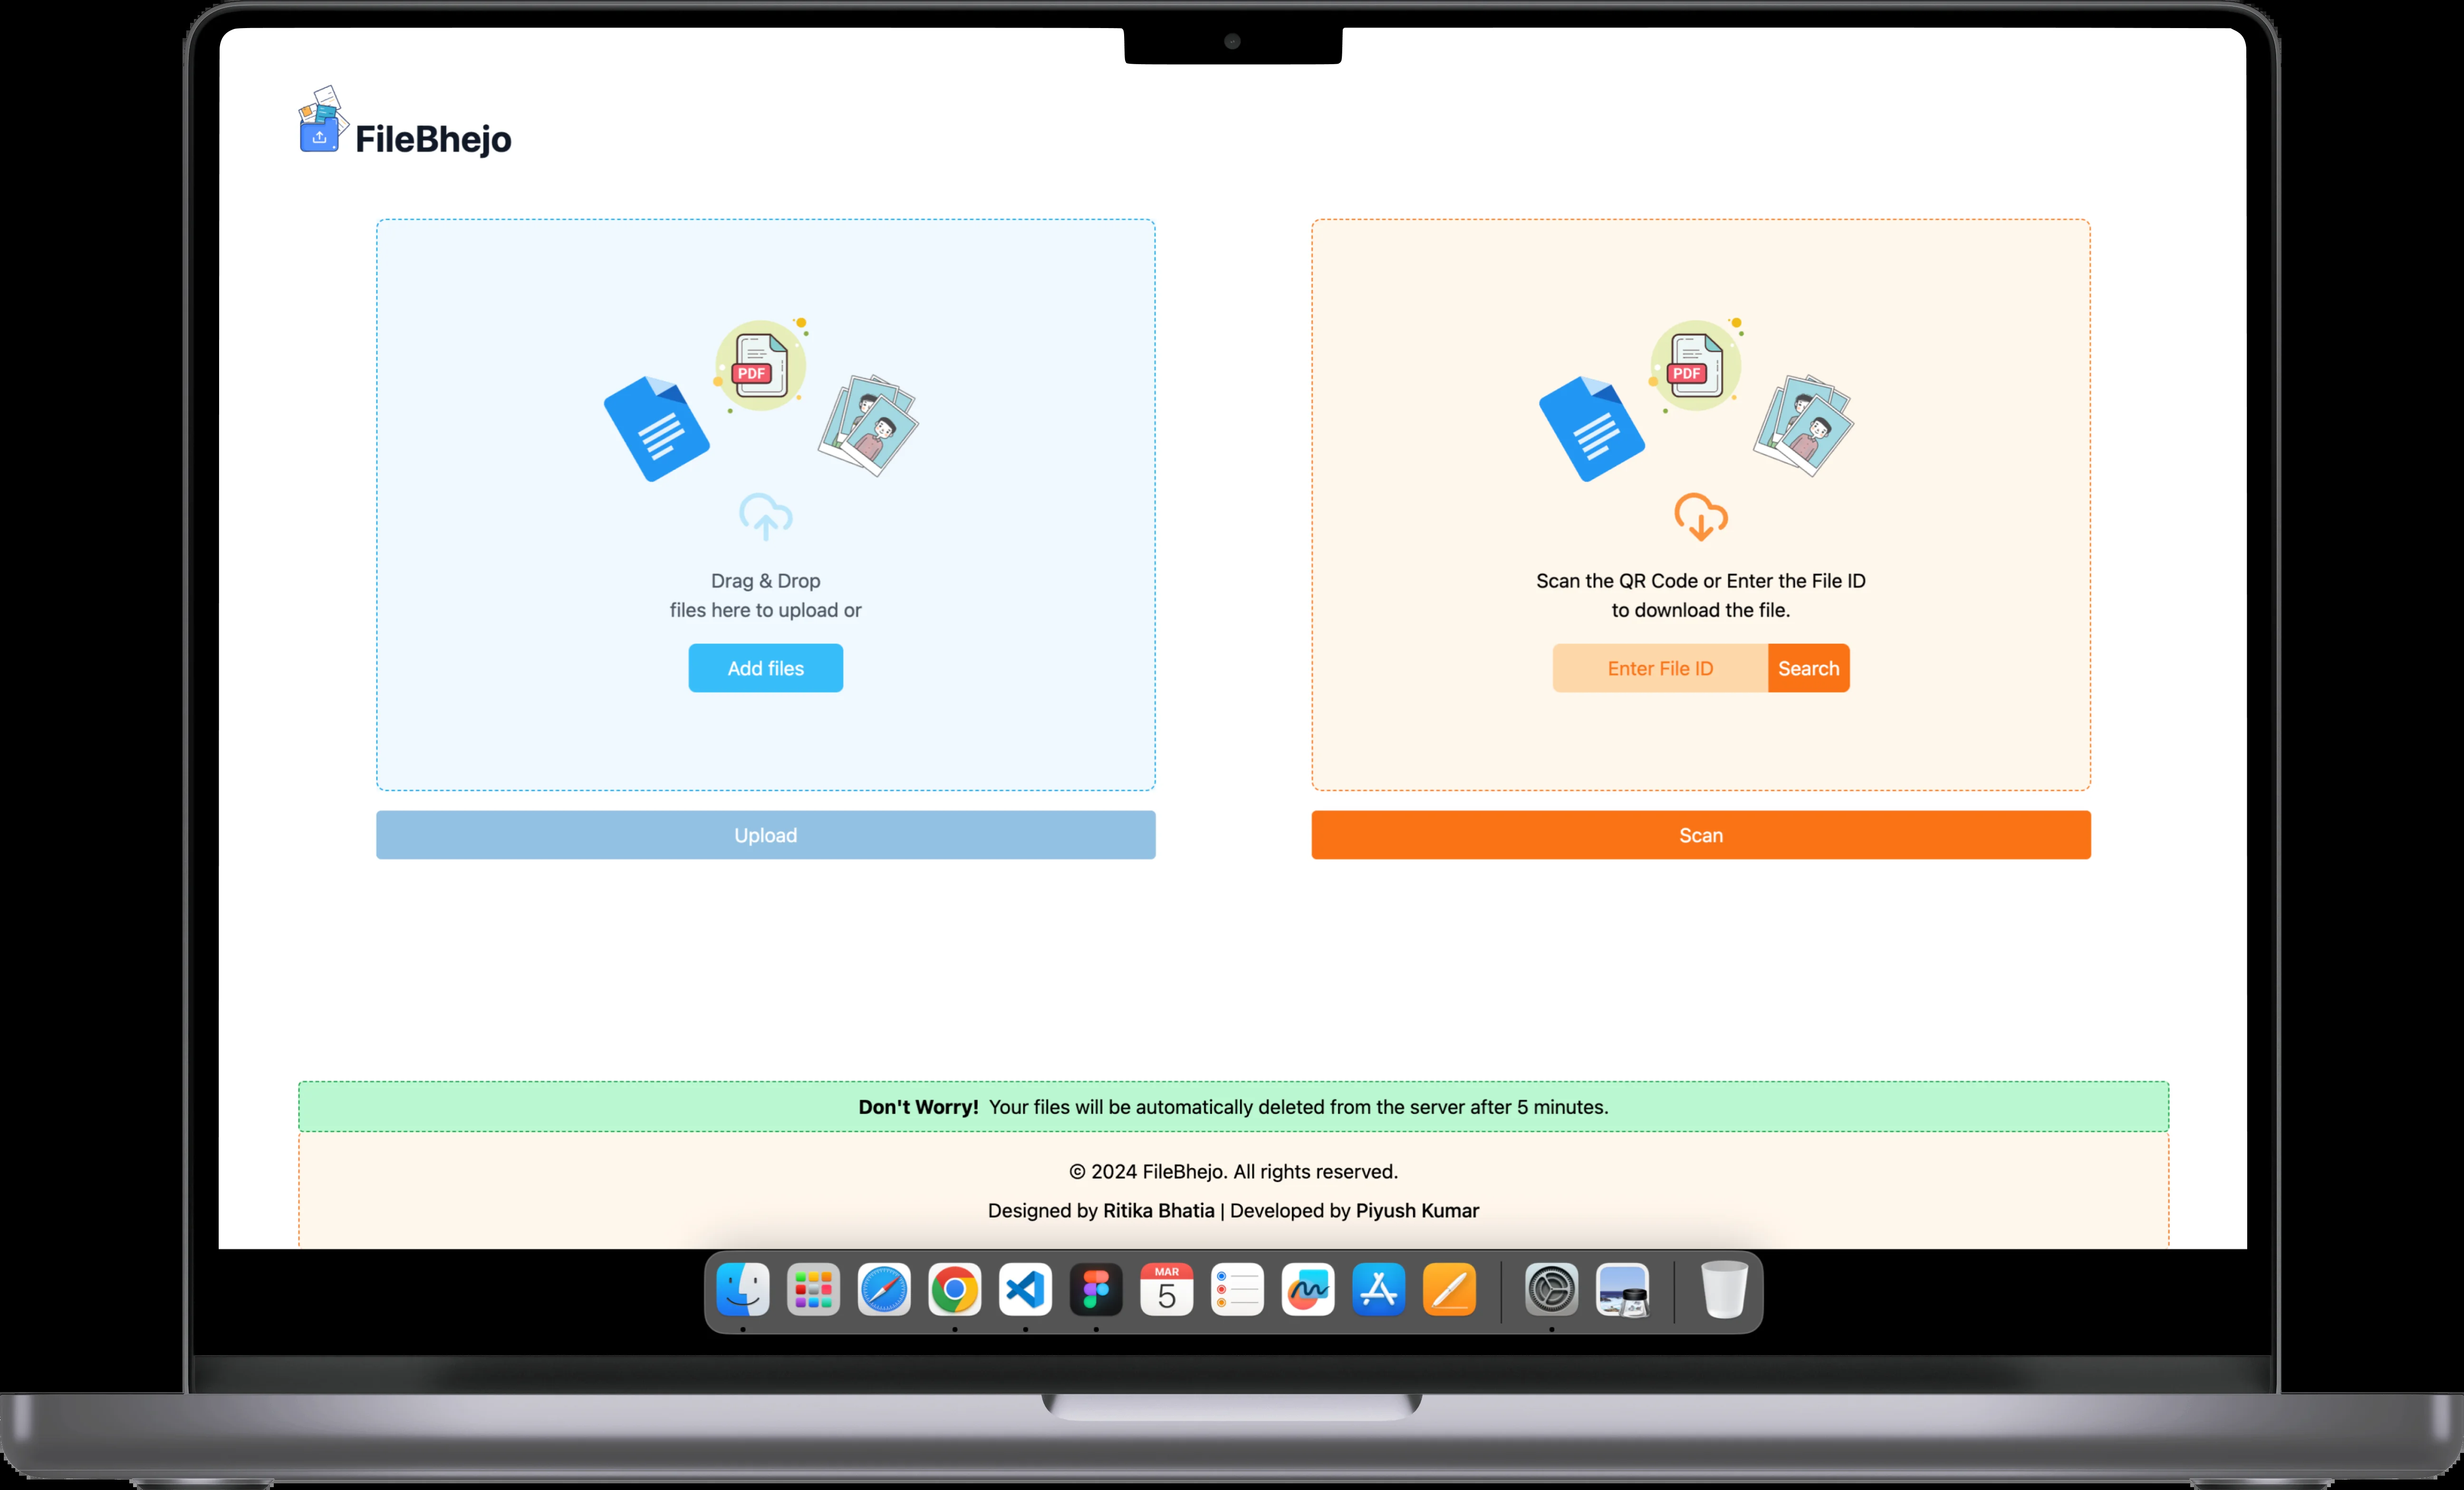 FileBhejo
PDF
Drag & Drop
files here to upload or
Add files
Upload
PDF
Scan the QR Code or Enter the File ID
to download the file.
Enter File ID
Search
Scan
Don't Worry! Your files will be automatically deleted from the server after 5 minutes.
© 2024 FileBhejo. All rights reserved.
Designed by Ritika Bhatia | Developed by Piyush Kumar
MAR
5